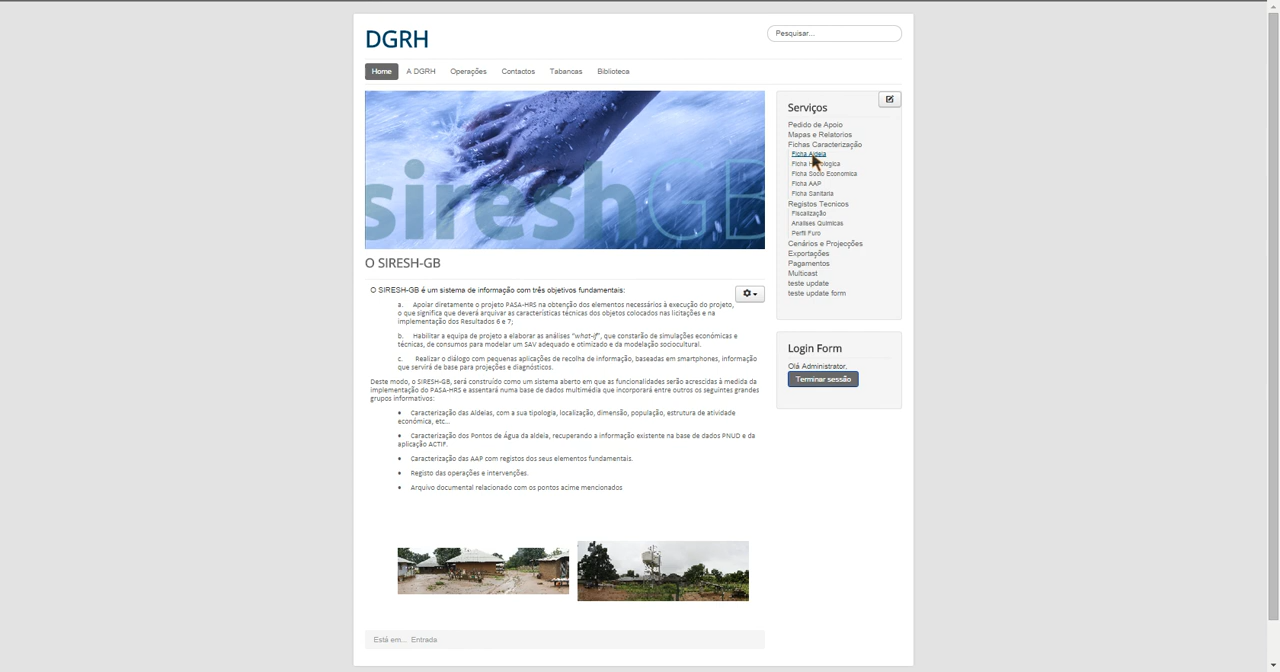 DGRH
Pesquisar...
Home
A DGRH
Operações
Contactos
Tabancas
Biblioteca
sireshGB
O SIRESH-GB
O SIRESH-GB é um sistema de informação com três objetivos fundamentais:
a. Apoiar diretamente o projeto PASA-HRS na obtenção dos elementos necessários à execução do projeto,
o que significa que deverá arquivar as características técnicas dos objetos colocados nas licitações e na
implementação dos Resultados 6 e 7;
b. Habilitar a equipa de projeto a elaborar as análises "what-if", que constarão de simulações económicas e
técnicas, de consumos para modelar um SAV adequado e otimizado e da modelação sociocultural.
c. Realizar o diálogo com pequenas aplicações de recolha de informação, baseadas em smartphones, informação
que servirá de base para projeções e diagnósticos.
Deste modo, o SIRESH-GB, será construído como um sistema aberto em que as funcionalidades serão acrescidas à medida da
implementação do PASA-HRS e assentará numa base de dados multimédia que incorporará entre outros os seguintes grandes
grupos informativos:
• Caracterização das Aldeias, com a sua tipologia, localização, dimensão, população, estrutura de atividade
económica, etc...
• Caracterização dos Pontos de Água da aldeia, recuperando a informação existente na base de dados PNUD e da
aplicação ACTIF.
• Caracterização das AAP com registos dos seus elementos fundamentais.
• Registo das operações e intervenções.
• Arquivo documental relacionado com os pontos acime mencionados
Está em... Entrada
Serviços
Pedido de Apoio
Mapas e Relatorios
Fichas Caracterização
Ficha Aldeia
Ficha
Ficha Socio Economica
Ficha AAP
Ficha Sanitaria
Registos Tecnicos
Fiscalização
Analises Quimicas
Perfil Furo
Cenários e Projecções
Exportações
Pagamentos
Multicast
teste update
teste update form
Login Form
Olá Administrator,
Terminar sessão